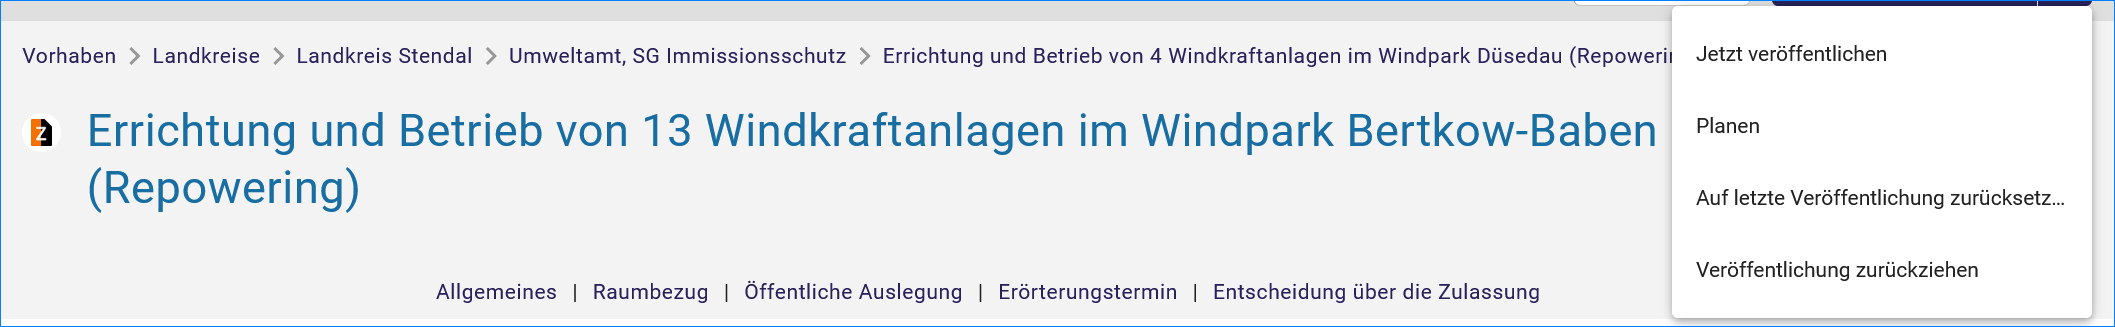 Vorhaben Landkreise Landkreis Stendal Umweltamt, SG Immissionsschutz Errichtung und Betrieb von 4 Windkraftanlagen im Windpark Düsedau
Z Errichtung und Betrieb von 13 Windkraftanlagen im Windpark Bertkow-Baben
(Repowering)
Allgemeines | Raumbezug | Öffentliche Auslegung | Erörterungstermin | Entscheidung über die Zulassung
Jetzt veröffentlichen
Planen
Auf letzte Veröffentlichung zurücksetz...
Veröffentlichung zurückziehen